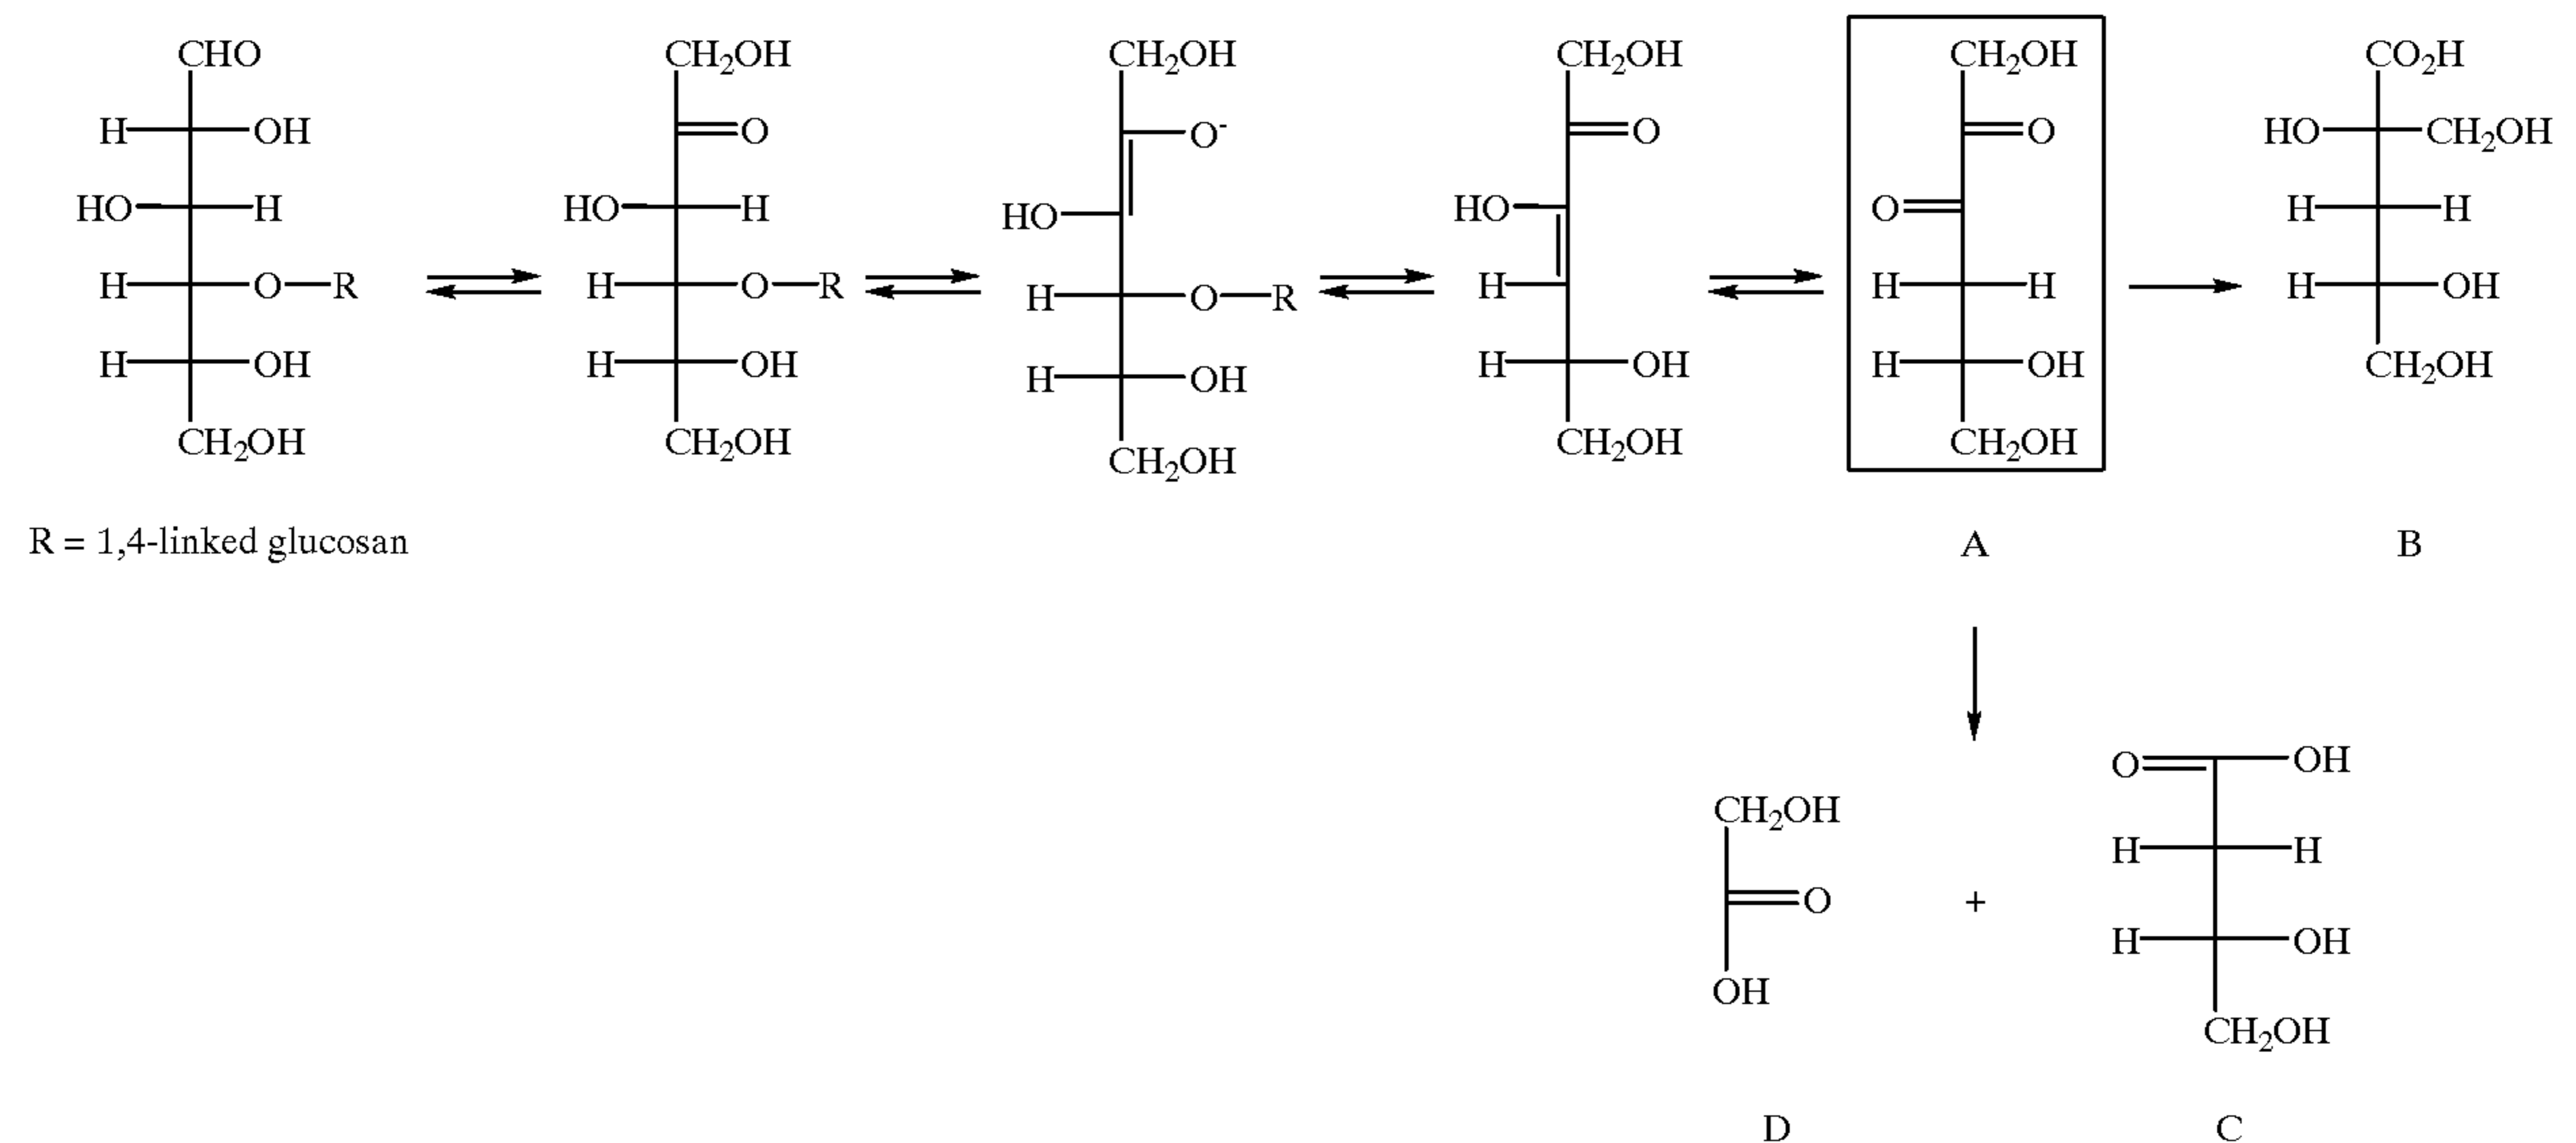 CHO
H OH
HO H
H O R
H OH
CH₂OH
CH₂OH
O
HO H
H O R
H OH
CH₂OH
CH₂OH
O⁻
HO
H O R
H OH
CH₂OH
CH₂OH
O
HO
H
H OH
CH₂OH
CH₂OH
O
O
H H
H OH
CH₂OH
CO₂H
HO CH₂OH
H H
H OH
CH₂OH
R = 1,4-linked glucosan
A
B
CH₂OH
O
OH
+
O OH
H H
H OH
CH₂OH
D
C